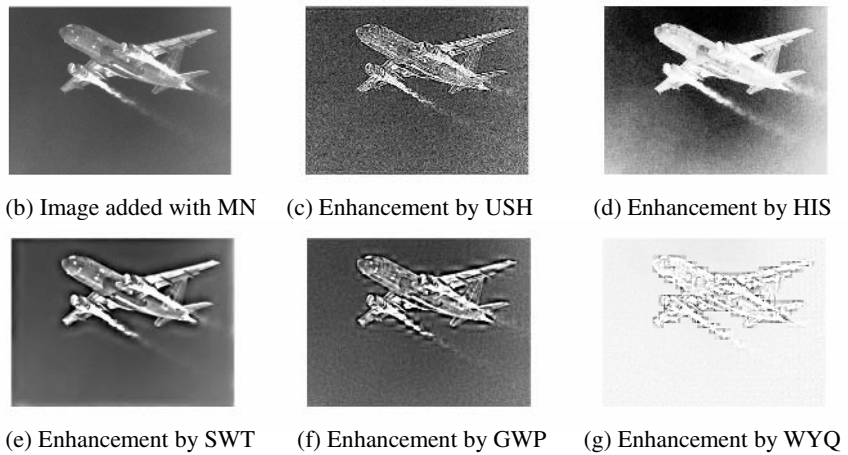 (b) Image added with MN (c) Enhancement by USH (d) Enhancement by HIS
(e) Enhancement by SWT (f) Enhancement by GWP (g) Enhancement by WYQ